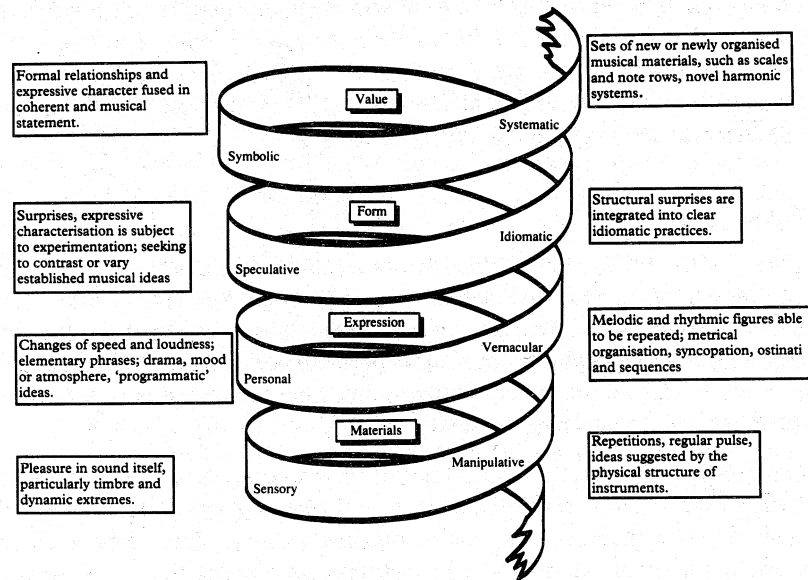 Formal relationships and
expressive character fused in
coherent and musical
statement.
Value
Symbolic
Systematic
Sets of new or newly organised
musical materials, such as scales
and note rows, novel harmonic
systems.
Surprises, expressive
characterisation is subject
to experimentation; seeking
to contrast or vary
established musical ideas
Form
Speculative
Idiomatic
Structural surprises are
integrated into clear
idiomatic practices.
Changes of speed and loudness;
elementary phrases; drama, mood
or atmosphere, ‘programmatic’
ideas.
Expression
Personal
Vernacular
Melodic and rhythmic figures able
to be repeated; metrical
organisation, syncopation, ostinati
and sequences
Pleasure in sound itself,
particularly timbre and
dynamic extremes.
Materials
Sensory
Manipulative
Repetitions, regular pulse,
ideas suggested by the
physical structure of
instruments.